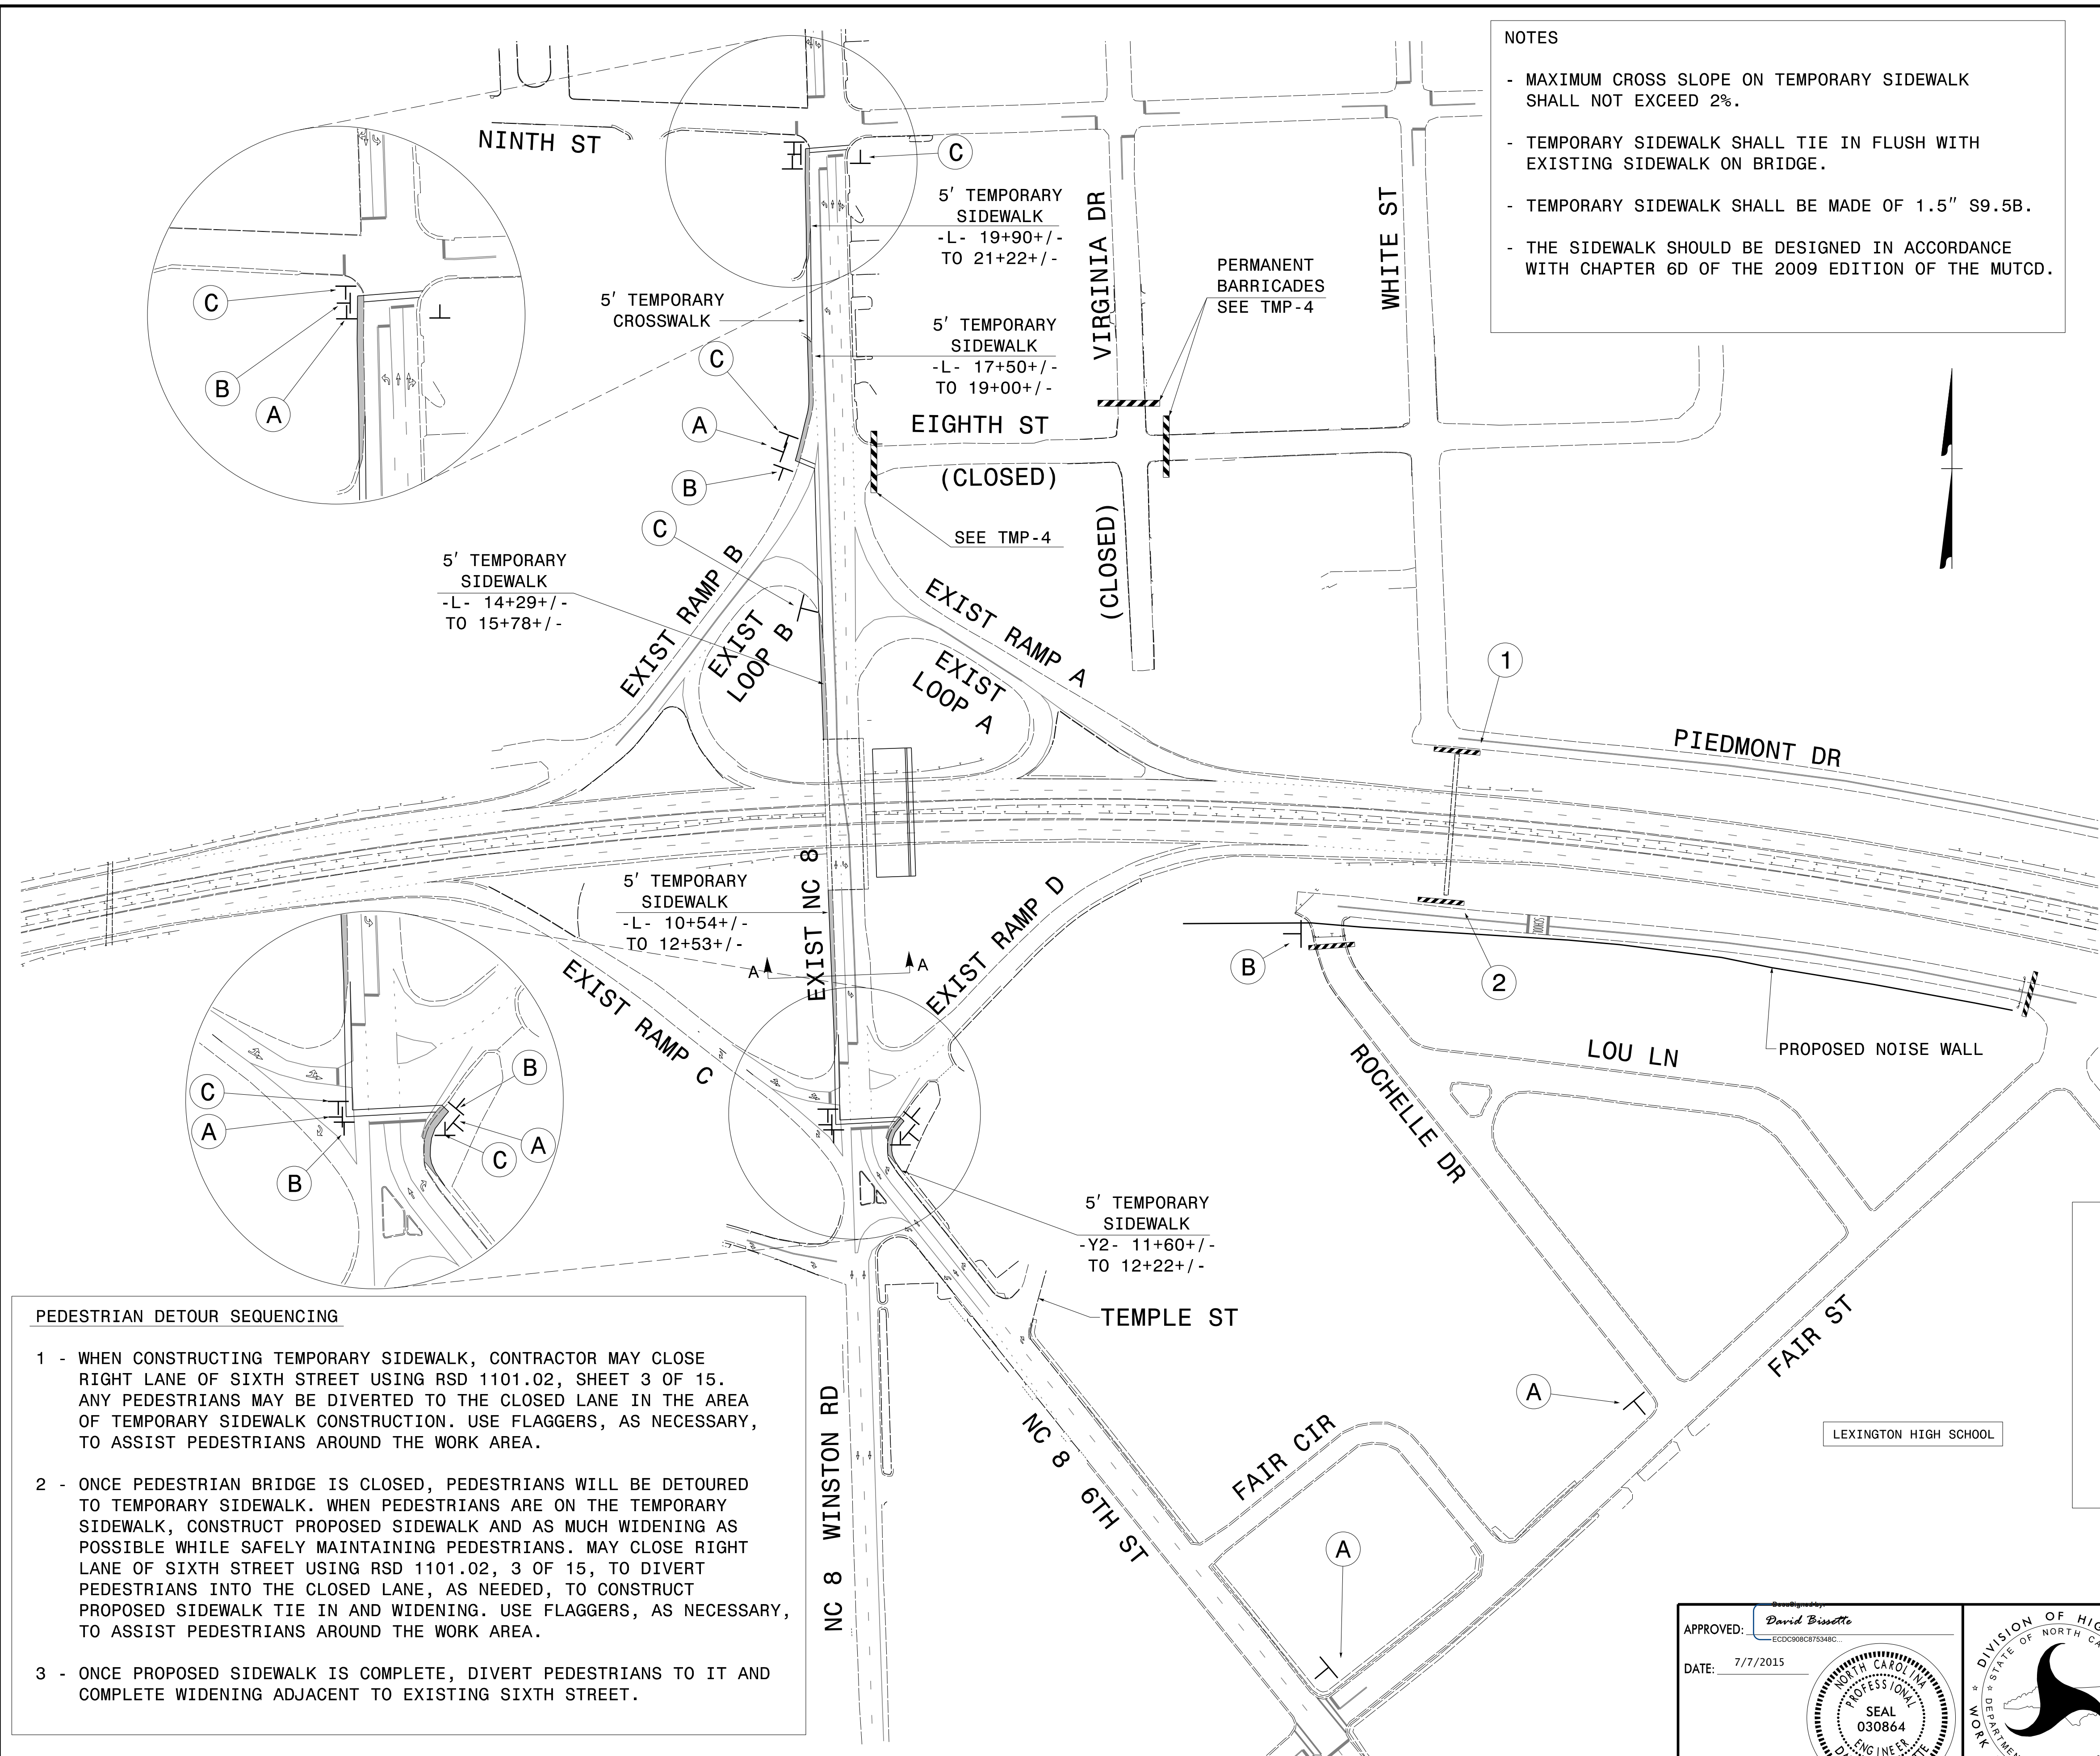 NOTES
- MAXIMUM CROSS SLOPE ON TEMPORARY SIDEWALK
SHALL NOT EXCEED 2%.
- TEMPORARY SIDEWALK SHALL TIE IN FLUSH WITH
EXISTING SIDEWALK ON BRIDGE.
- TEMPORARY SIDEWALK SHALL BE MADE OF 1.5" S9.5B.
- THE SIDEWALK SHOULD BE DESIGNED IN ACCORDANCE
WITH CHAPTER 6D OF THE 2009 EDITION OF THE MUTCD.
NINTH ST
C
5' TEMPORARY
SIDEWALK
-L- 19+90+/-
TO 21+22+/-
VIRGINIA DR
WHITE ST
PERMANENT
BARRICADES
SEE TMP-4
C
B
A
5' TEMPORARY
CROSSWALK
5' TEMPORARY
SIDEWALK
-L- 17+50+/-
TO 19+00+/-
C
A
B
C
EIGHTH ST
(CLOSED)
(CLOSED)
SEE TMP-4
5' TEMPORARY
SIDEWALK
-L- 14+29+/-
TO 15+78+/-
EXIST RAMP B
EXIST
LOOP B
EXIST RAMP A
EXIST
LOOP A
1
PIEDMONT DR
5' TEMPORARY
SIDEWALK
-L- 10+54+/-
TO 12+53+/-
EXIST NC 8
A
A
EXIST RAMP D
EXIST RAMP C
B
2
PROPOSED NOISE WALL
LOU LN
ROCHELLE DR
C
A
B
B
A
C
5' TEMPORARY
SIDEWALK
-Y2- 11+60+/-
TO 12+22+/-
TEMPLE ST
FAIR ST
A
LEXINGTON HIGH SCHOOL
FAIR CIR
A
NC 8 6TH ST
NC 8 WINSTON RD
PEDESTRIAN DETOUR SEQUENCING
1 - WHEN CONSTRUCTING TEMPORARY SIDEWALK, CONTRACTOR MAY CLOSE
RIGHT LANE OF SIXTH STREET USING RSD 1101.02, SHEET 3 OF 15.
ANY PEDESTRIANS MAY BE DIVERTED TO THE CLOSED LANE IN THE AREA
OF TEMPORARY SIDEWALK CONSTRUCTION. USE FLAGGERS, AS NECESSARY,
TO ASSIST PEDESTRIANS AROUND THE WORK AREA.
2 - ONCE PEDESTRIAN BRIDGE IS CLOSED, PEDESTRIANS WILL BE DETOURED
TO TEMPORARY SIDEWALK. WHEN PEDESTRIANS ARE ON THE TEMPORARY
SIDEWALK, CONSTRUCT PROPOSED SIDEWALK AND AS MUCH WIDENING AS
POSSIBLE WHILE SAFELY MAINTAINING PEDESTRIANS. MAY CLOSE RIGHT
LANE OF SIXTH STREET USING RSD 1101.02, 3 OF 15, TO DIVERT
PEDESTRIANS INTO THE CLOSED LANE, AS NEEDED, TO CONSTRUCT
PROPOSED SIDEWALK TIE IN AND WIDENING. USE FLAGGERS, AS NECESSARY,
TO ASSIST PEDESTRIANS AROUND THE WORK AREA.
3 - ONCE PROPOSED SIDEWALK IS COMPLETE, DIVERT PEDESTRIANS TO IT AND
COMPLETE WIDENING ADJACENT TO EXISTING SIXTH STREET.
DocuSigned by:
APPROVED: David Bissette
ECDC908C875348C...
DATE: 7/7/2015
NORTH CAROLINA
PROFESSIONAL
SEAL
030864
ENGINEER
DIVISION OF
STATE OF NORTH
WORK